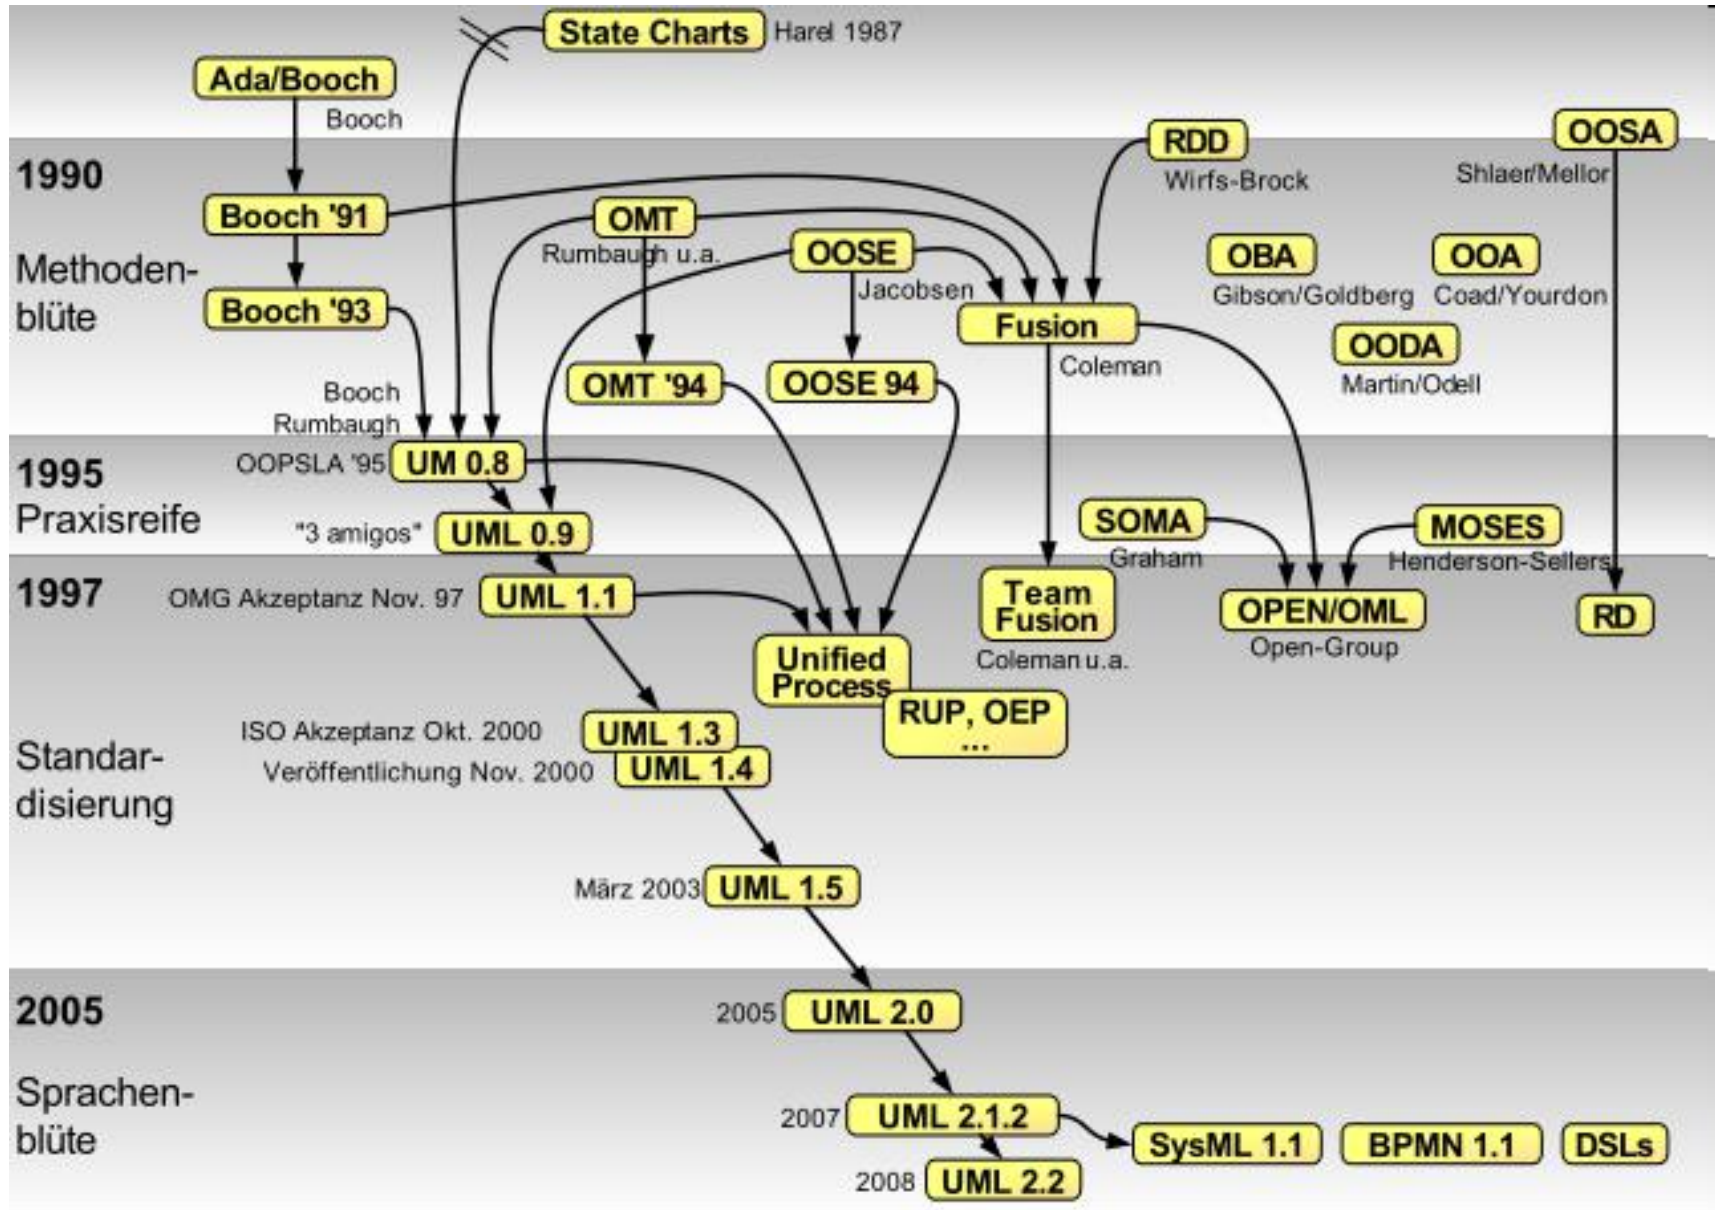 State Charts
Harel 1987
Ada/Booch
Booch
RDD
Wirfs-Brock
OOSA
Shlaer/Mellor
1990
Methoden-
blüte
Booch '91
OMT
Rumbaugh u.a.
OOSE
Jacobsen
OBA
Gibson/Goldberg
OOA
Coad/Yourdon
Booch '93
Fusion
Coleman
OODA
Martin/Odell
OMT '94
OOSE 94
Booch
Rumbaugh
OOPSLA '95
UM 0.8
1995
Praxisreife
"3 amigos"
UML 0.9
SOMA
Graham
MOSES
Henderson-Sellers
1997
OMG Akzeptanz Nov. 97
UML 1.1
Team
Fusion
Coleman u.a.
OPEN/OML
Open-Group
RD
Unified
Process
RUP, OEP
...
Standar-
disierung
ISO Akzeptanz Okt. 2000
UML 1.3
Veröffentlichung Nov. 2000
UML 1.4
März 2003
UML 1.5
2005
Sprachen-
blüte
2005
UML 2.0
2007
UML 2.1.2
SysML 1.1
BPMN 1.1
DSLs
2008
UML 2.2